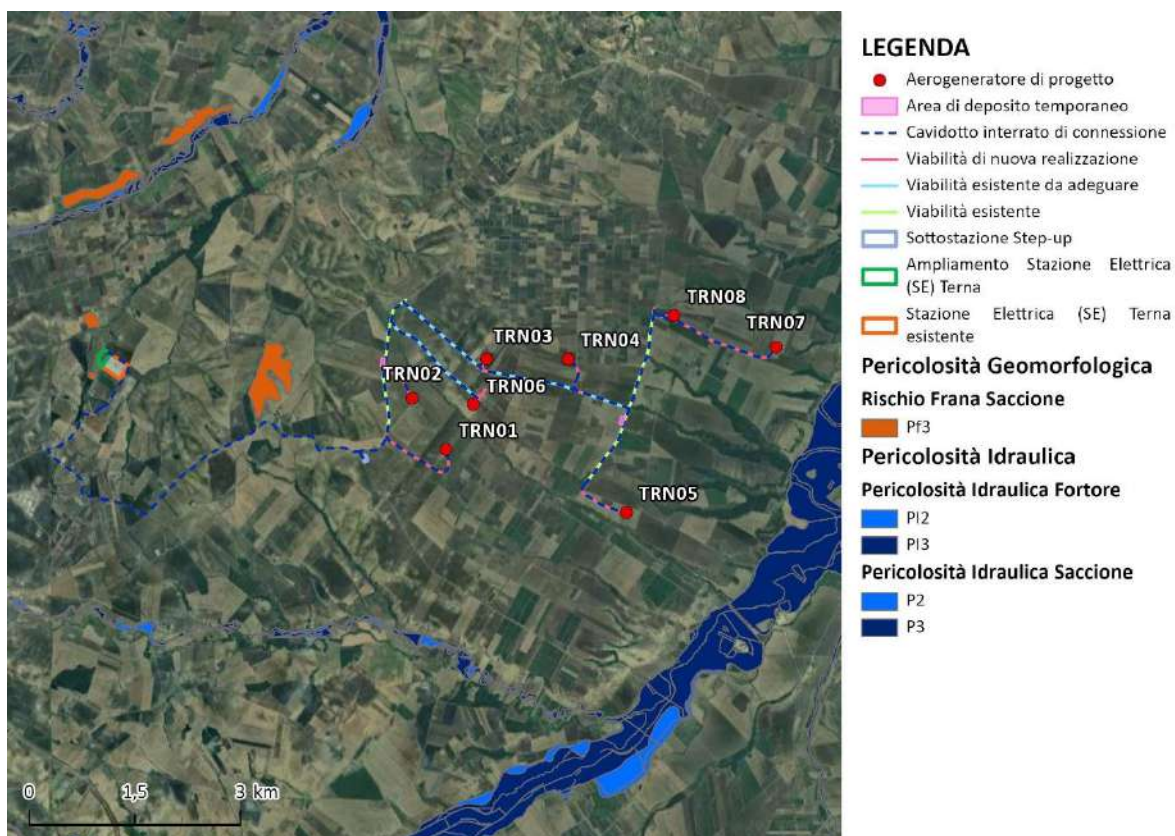 LEGENDA
Aerogeneratore di progetto
Area di deposito temporaneo
Cavidotto interrato di connessione
Viabilità di nuova realizzazione
Viabilità esistente da adeguare
Viabilità esistente
Sottostazione Step-up
Ampliamento Stazione Elettrica
(SE) Terna
Stazione Elettrica (SE) Terna
esistente
Pericolosità Geomorfologica
Rischio Frana Saccione
Pf3
Pericolosità Idraulica
Pericolosità Idraulica Fortore
PI2
PI3
Pericolosità Idraulica Saccione
P2
P3
TRN08
TRN07
TRN03
TRN04
TRN02
TRN06
TRN01
TRN05
0 1,5 3 km